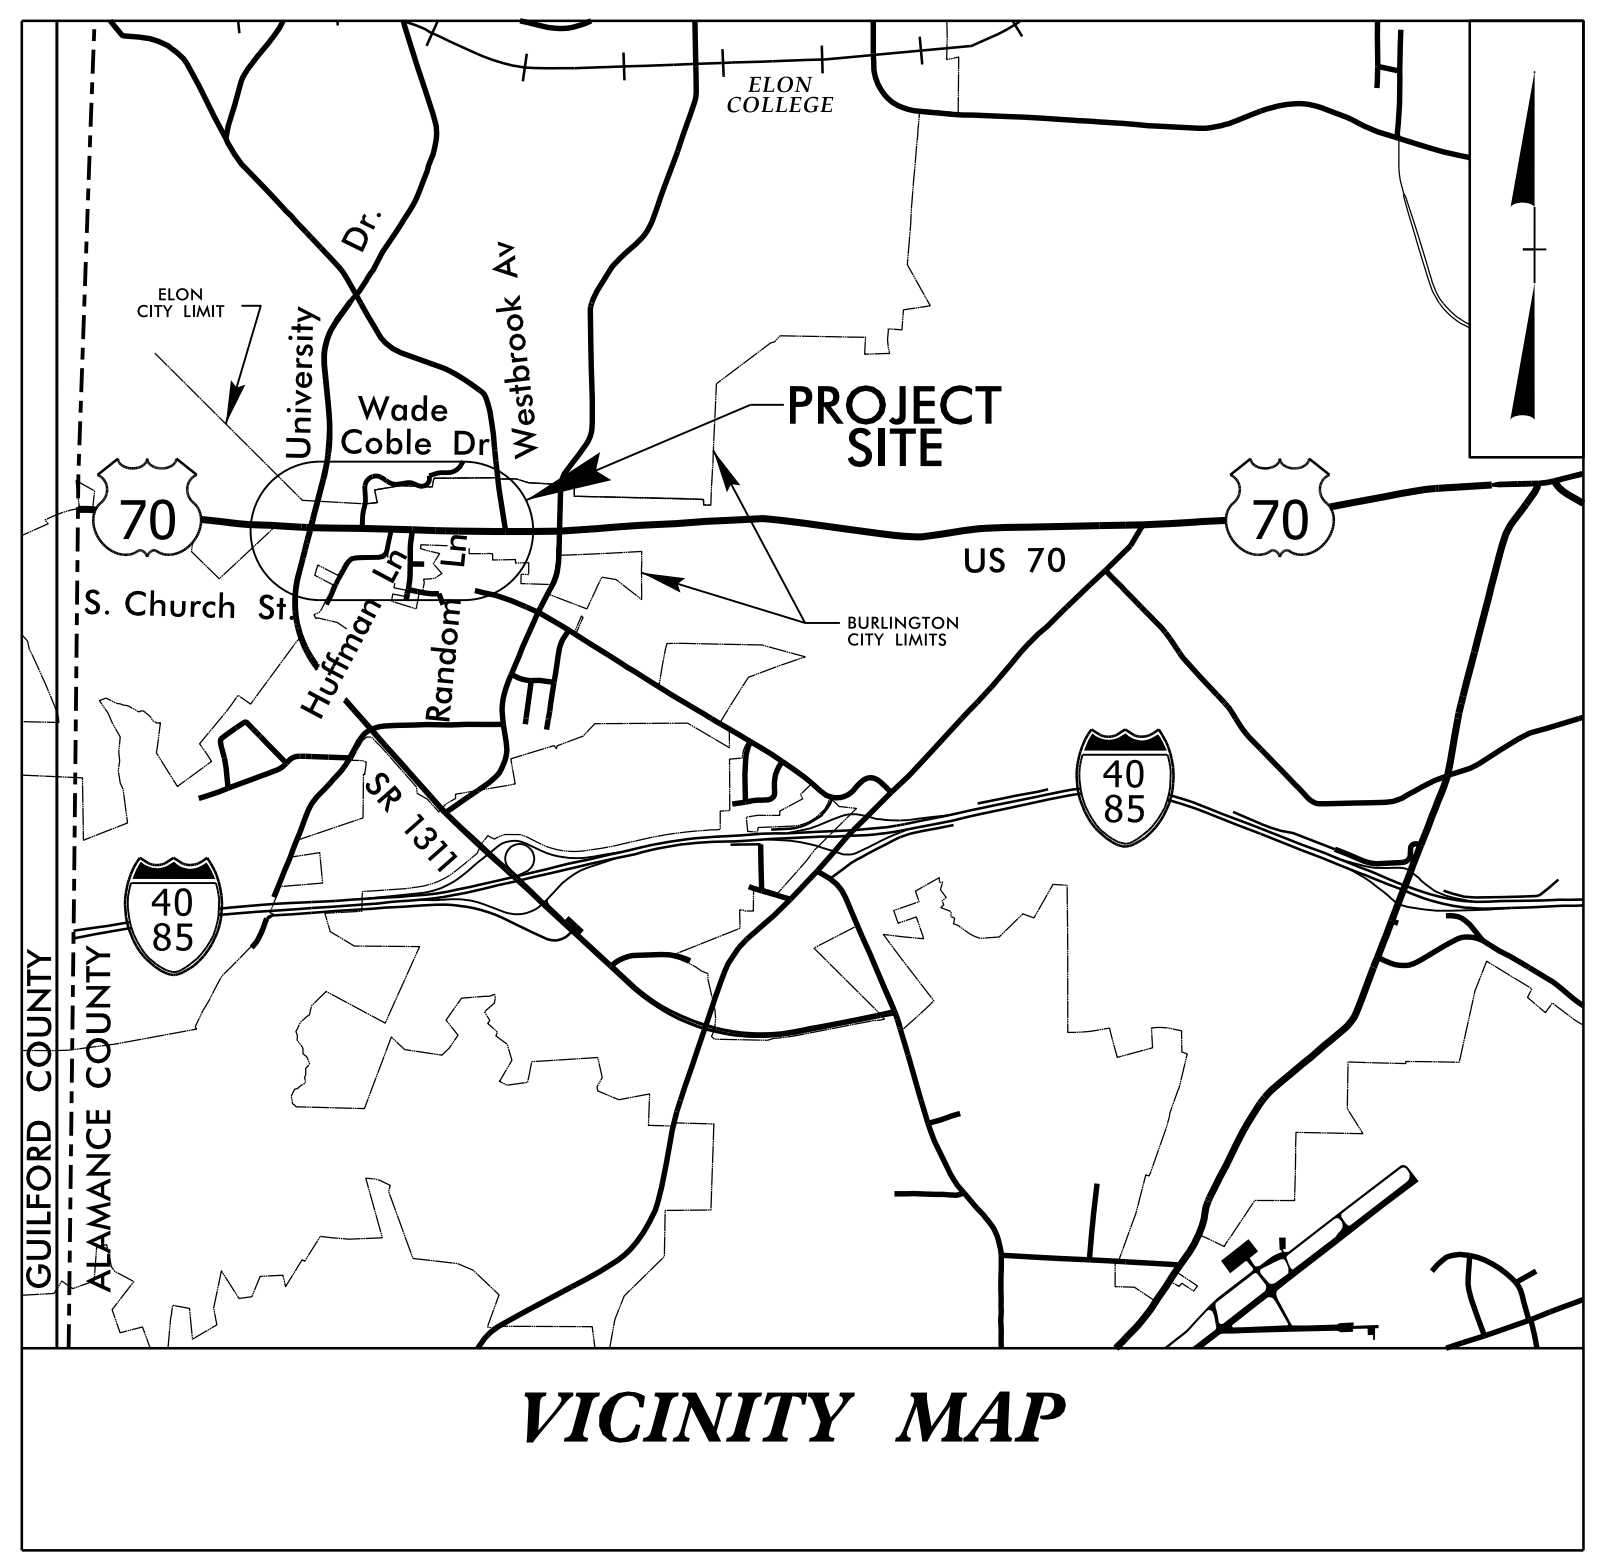 ELON
COLLEGE
Dr.
University
Westbrook Av
ELON
CITY LIMIT
Wade
Coble Dr
PROJECT
SITE
70
70
US 70
S. Church St.
Huffman Ln
Random Ln
BURLINGTON
CITY LIMITS
SR 1311
40
85
40
85
GUILFORD COUNTY
ALAMANCE COUNTY
VICINITY MAP